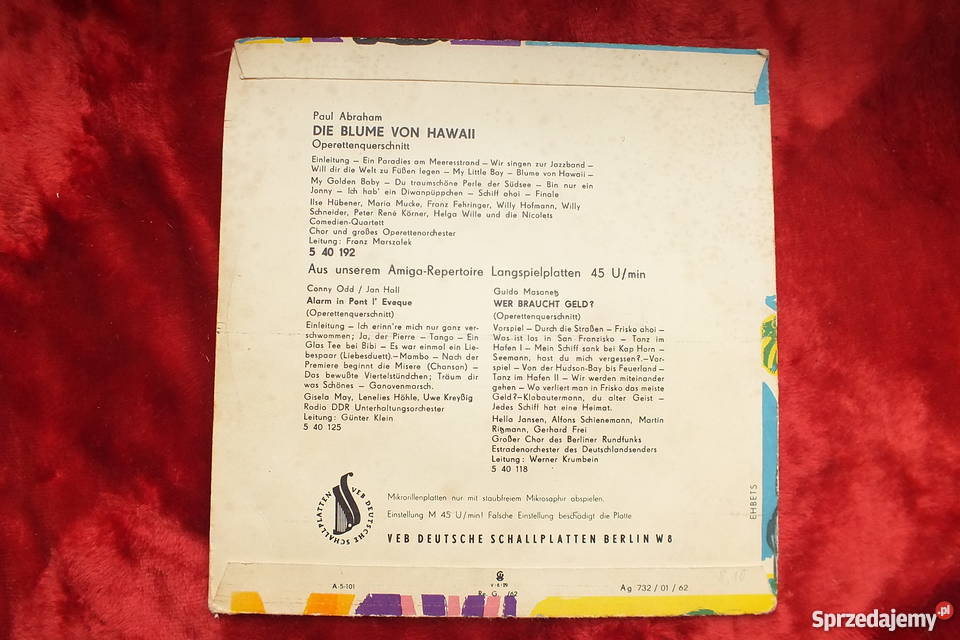 Paul Abraham
DIE BLUME VON HAWAII
Operettenquerschnitt
Einleitung – Ein Paradies am Meeresstrand – Wir singen zur Jazzband –
Will dir die Welt zu Füßen legen – My Little Boy – Blume von Hawaii –
My Golden Baby – Du traumschöne Perle der Südsee – Bin nur ein
Jonny – Ich hab' ein Diwanpüppchen – Schiff ahoi – Finale
Ilse Hübener, Maria Mucke, Franz Fehringer, Willy Hofmann, Willy
Schneider, Peter René Körner, Helga Wille und die Nicolets
Comedien-Quartett
Chor und großes Operettenorchester
Leitung: Franz Marszalek
5 40 192
Aus unserem Amiga-Repertoire Langspielplatten 45 U/min
Conny Odd / Jan Hall
Alarm in Pont l' Eveque
(Operettenquerschnitt)
Einleitung – Ich erinn're mich nur ganz ver-
schwommen; Ja, der Pierre – Tango – Ein
Glas Tee bei Bibi – Es war einmal ein Lie-
bespaar (Liebesduett).– Mambo – Nach der
Premiere beginnt die Misere (Chanson) –
Das bewußte Viertelstündchen; Träum dir
was Schönes – Ganovenmarsch.
Gisela May, Lenelies Höhle, Uwe Kreyßig
Radio DDR Unterhaltungsorchester
Leitung: Günter Klein
5 40 125
Guido Masanetz
WER BRAUCHT GELD?
(Operettenquerschnitt)
Vorspiel – Durch die Straßen – Frisko ahoi –
Was ist los in San Franzisko – Tanz im
Hafen I – Mein Schiff sank bei Kap Horn –
Seemann, hast du mich vergessen?.–Vor-
spiel – Von der Hudson-Bay bis Feuerland –
Tanz im Hafen II – Wir werden miteinander
gehen – Wo verliert man in Frisko das meiste
Geld?–Klabautermann, du alter Geist –
Jedes Schiff hat eine Heimat.
Hella Jansen, Alfons Schienemann, Martin
Ritzmann, Gerhard Frei
Großer Chor des Berliner Rundfunks
Estradenorchester des Deutschlandsenders
Leitung: Werner Krumbein
5 40 118
VEB DEUTSCHE SCHALLPLATTEN
Mikrorillenplatten nur mit staubfreiem Mikrosaphir abspielen.
Einstellung M 45 U/min! Falsche Einstellung beschädigt die Platte
VEB DEUTSCHE SCHALLPLATTEN BERLIN W 8
EHBETS
A 5-101
Re. G. /62
Ag 732 / 01 / 62
Sprzedajemy.pl